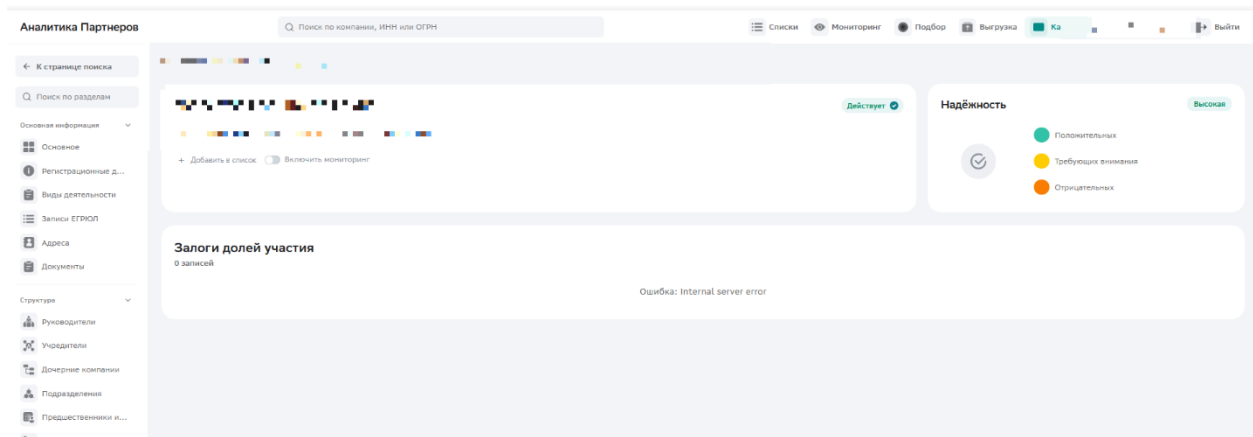 Аналитика Партнеров
Поиск по компании, ИНН или ОГРН
Списки
Мониторинг
Подбор
Выгрузка
Ка
Выйти
К странице поиска
Поиск по разделам
Основная информация
Основное
Регистрационные д...
Виды деятельности
Записи ЕГРЮЛ
Адреса
Документы
Структура
Руководители
Учредители
Дочерние компании
Подразделения
Предшественники и...
Действует
+ Добавить в список
Включить мониторинг
Надёжность
Высокая
Положительных
Требующих внимания
Отрицательных
Залоги долей участия
0 записей
Ошибка: Internal server error